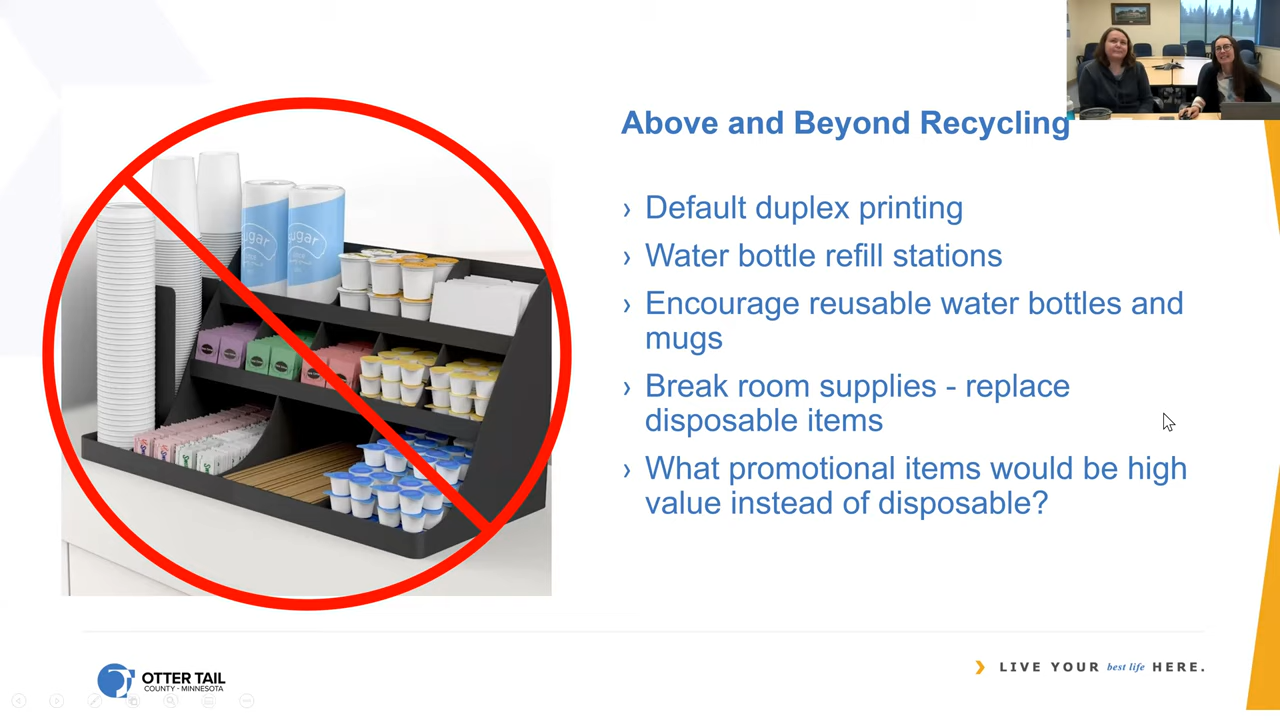 Above and Beyond Recycling
› Default duplex printing
› Water bottle refill stations
› Encourage reusable water bottles and
mugs
› Break room supplies - replace
disposable items
› What promotional items would be high
value instead of disposable?
ugar
ugar
OTTER TAIL
COUNTY - MINNESOTA
LIVE YOUR best life HERE.